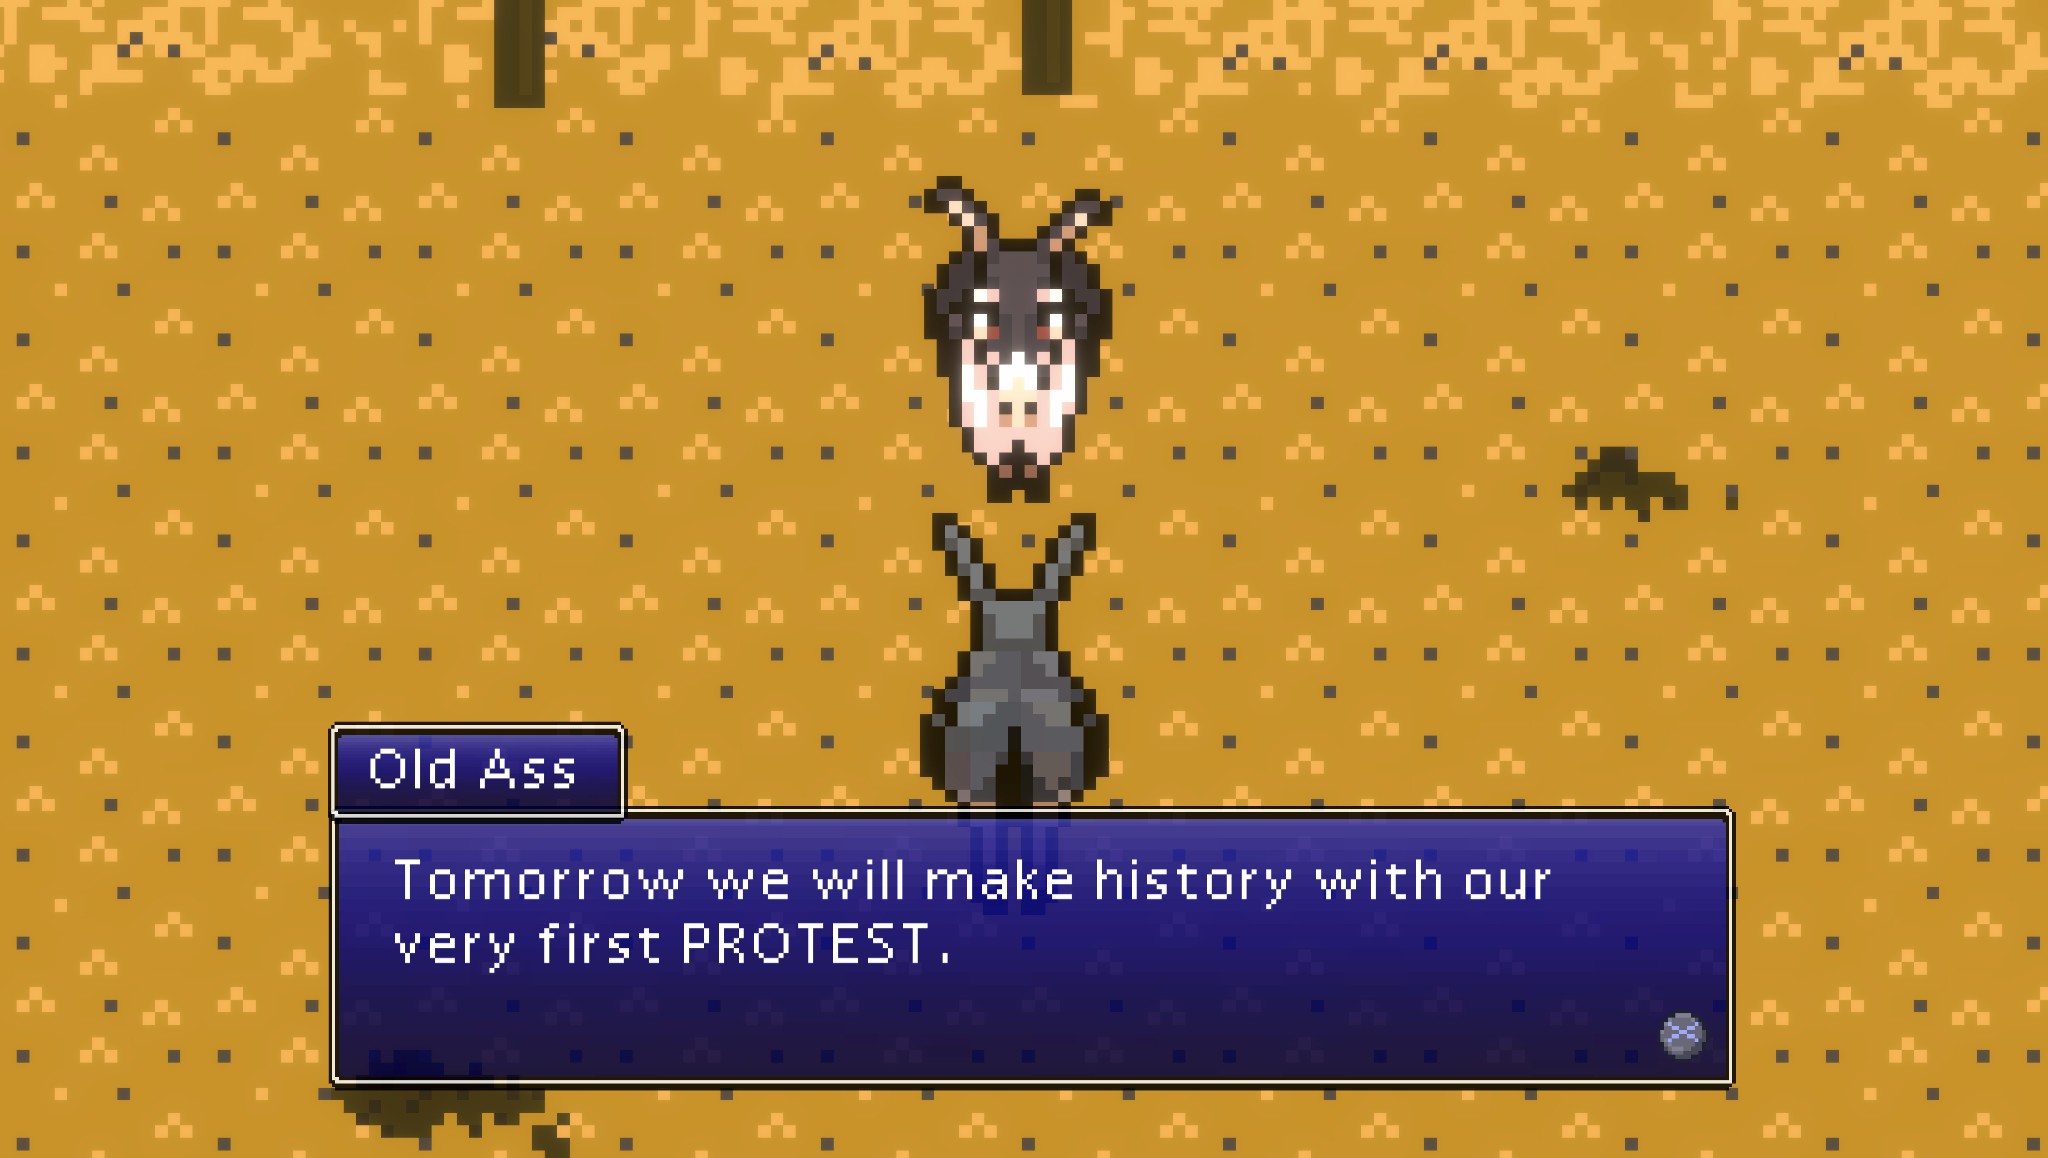 Old Ass
Tomorrow we will make history with our
very first PROTEST.